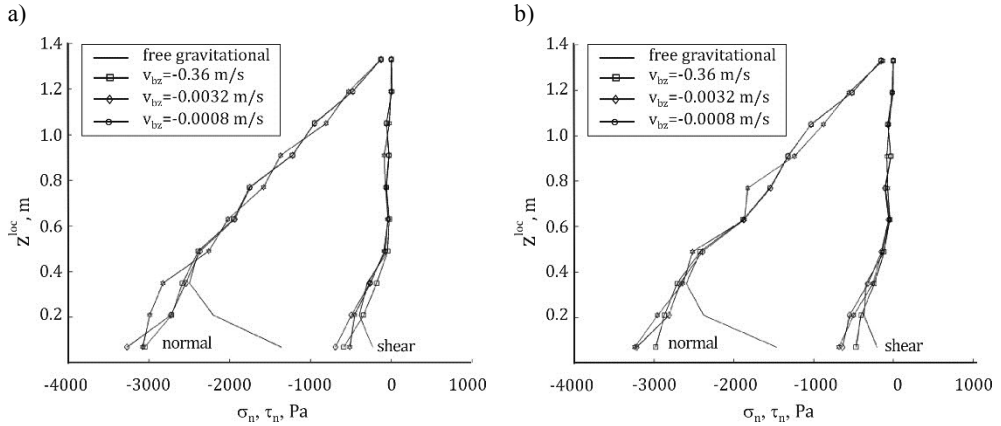 a)
1.4
free gravitational
v_bz=-0.36 m/s
v_bz=-0.0032 m/s
v_bz=-0.0008 m/s
1.2
1.0
0.8
0.6
0.4
0.2
Z^loc, m
normal
shear
-4000 -3000 -2000 -1000 0 1000
σ_n, τ_n, Pa
b)
1.4
free gravitational
v_bz=-0.36 m/s
v_bz=-0.0032 m/s
v_bz=-0.0008 m/s
1.2
1.0
0.8
0.6
0.4
0.2
Z^loc, m
normal
shear
-4000 -3000 -2000 -1000 0 1000
σ_n, τ_n, Pa